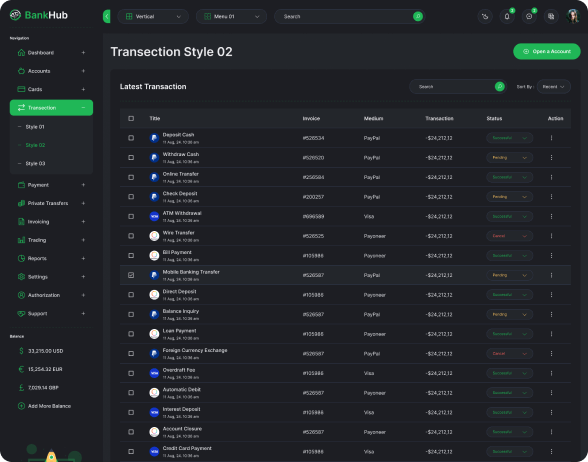 BankHub
Vertical
Menu 01
Search
Navigation
Dashboard +
Accounts +
Cards +
Transaction −
Style 01
Style 02
Style 03
Payment +
Private Transfers +
Invoicing +
Trading +
Reports +
Settings +
Authorization +
Support +
Balance
33,215.00 USD
15,254.32 EUR
7,029.14 GBP
Add More Balance
Transection Style 02
Open a Account
Latest Transaction
Search
Sort By : Recent
Title Invoice Medium Transaction Status Action
Deposit Cash #526534 PayPal -$24,212,12 Successful
11 Aug, 24. 10:36 am
Withdraw Cash #526520 PayPal -$24,212,12 Pending
11 Aug, 24. 10:36 am
Online Transfer #256584 PayPal -$24,212,12 Successful
11 Aug, 24. 10:36 am
Check Deposit #200257 PayPal -$24,212,12 Pending
11 Aug, 24. 10:36 am
ATM Withdrawal #696589 Visa -$24,212,12 Successful
11 Aug, 24. 10:36 am
Wire Transfer #526525 Payoneer -$24,212,12 Cancel
11 Aug, 24. 10:36 am
Bill Payment #105986 Payoneer -$24,212,12 Successful
11 Aug, 24. 10:36 am
Mobile Banking Transfer #526587 PayPal -$24,212,12 Pending
11 Aug, 24. 10:36 am
Direct Deposit #105986 Payoneer -$24,212,12 Successful
11 Aug, 24. 10:36 am
Balance Inquiry #526587 PayPal -$24,212,12 Pending
11 Aug, 24. 10:36 am
Loan Payment #105986 Payoneer -$24,212,12 Successful
11 Aug, 24. 10:36 am
Foreign Currency Exchange #526587 PayPal -$24,212,12 Cancel
11 Aug, 24. 10:36 am
Overdraft Fee #105986 Visa -$24,212,12 Successful
11 Aug, 24. 10:36 am
Automatic Debit #526587 Payoneer -$24,212,12 Successful
11 Aug, 24. 10:36 am
Interest Deposit #105986 Visa -$24,212,12 Successful
11 Aug, 24. 10:36 am
Account Closure #526587 Payoneer -$24,212,12 Successful
11 Aug, 24. 10:36 am
Credit Card Payment #105986 Visa -$24,212,12 Successful
11 Aug, 24. 10:36 am